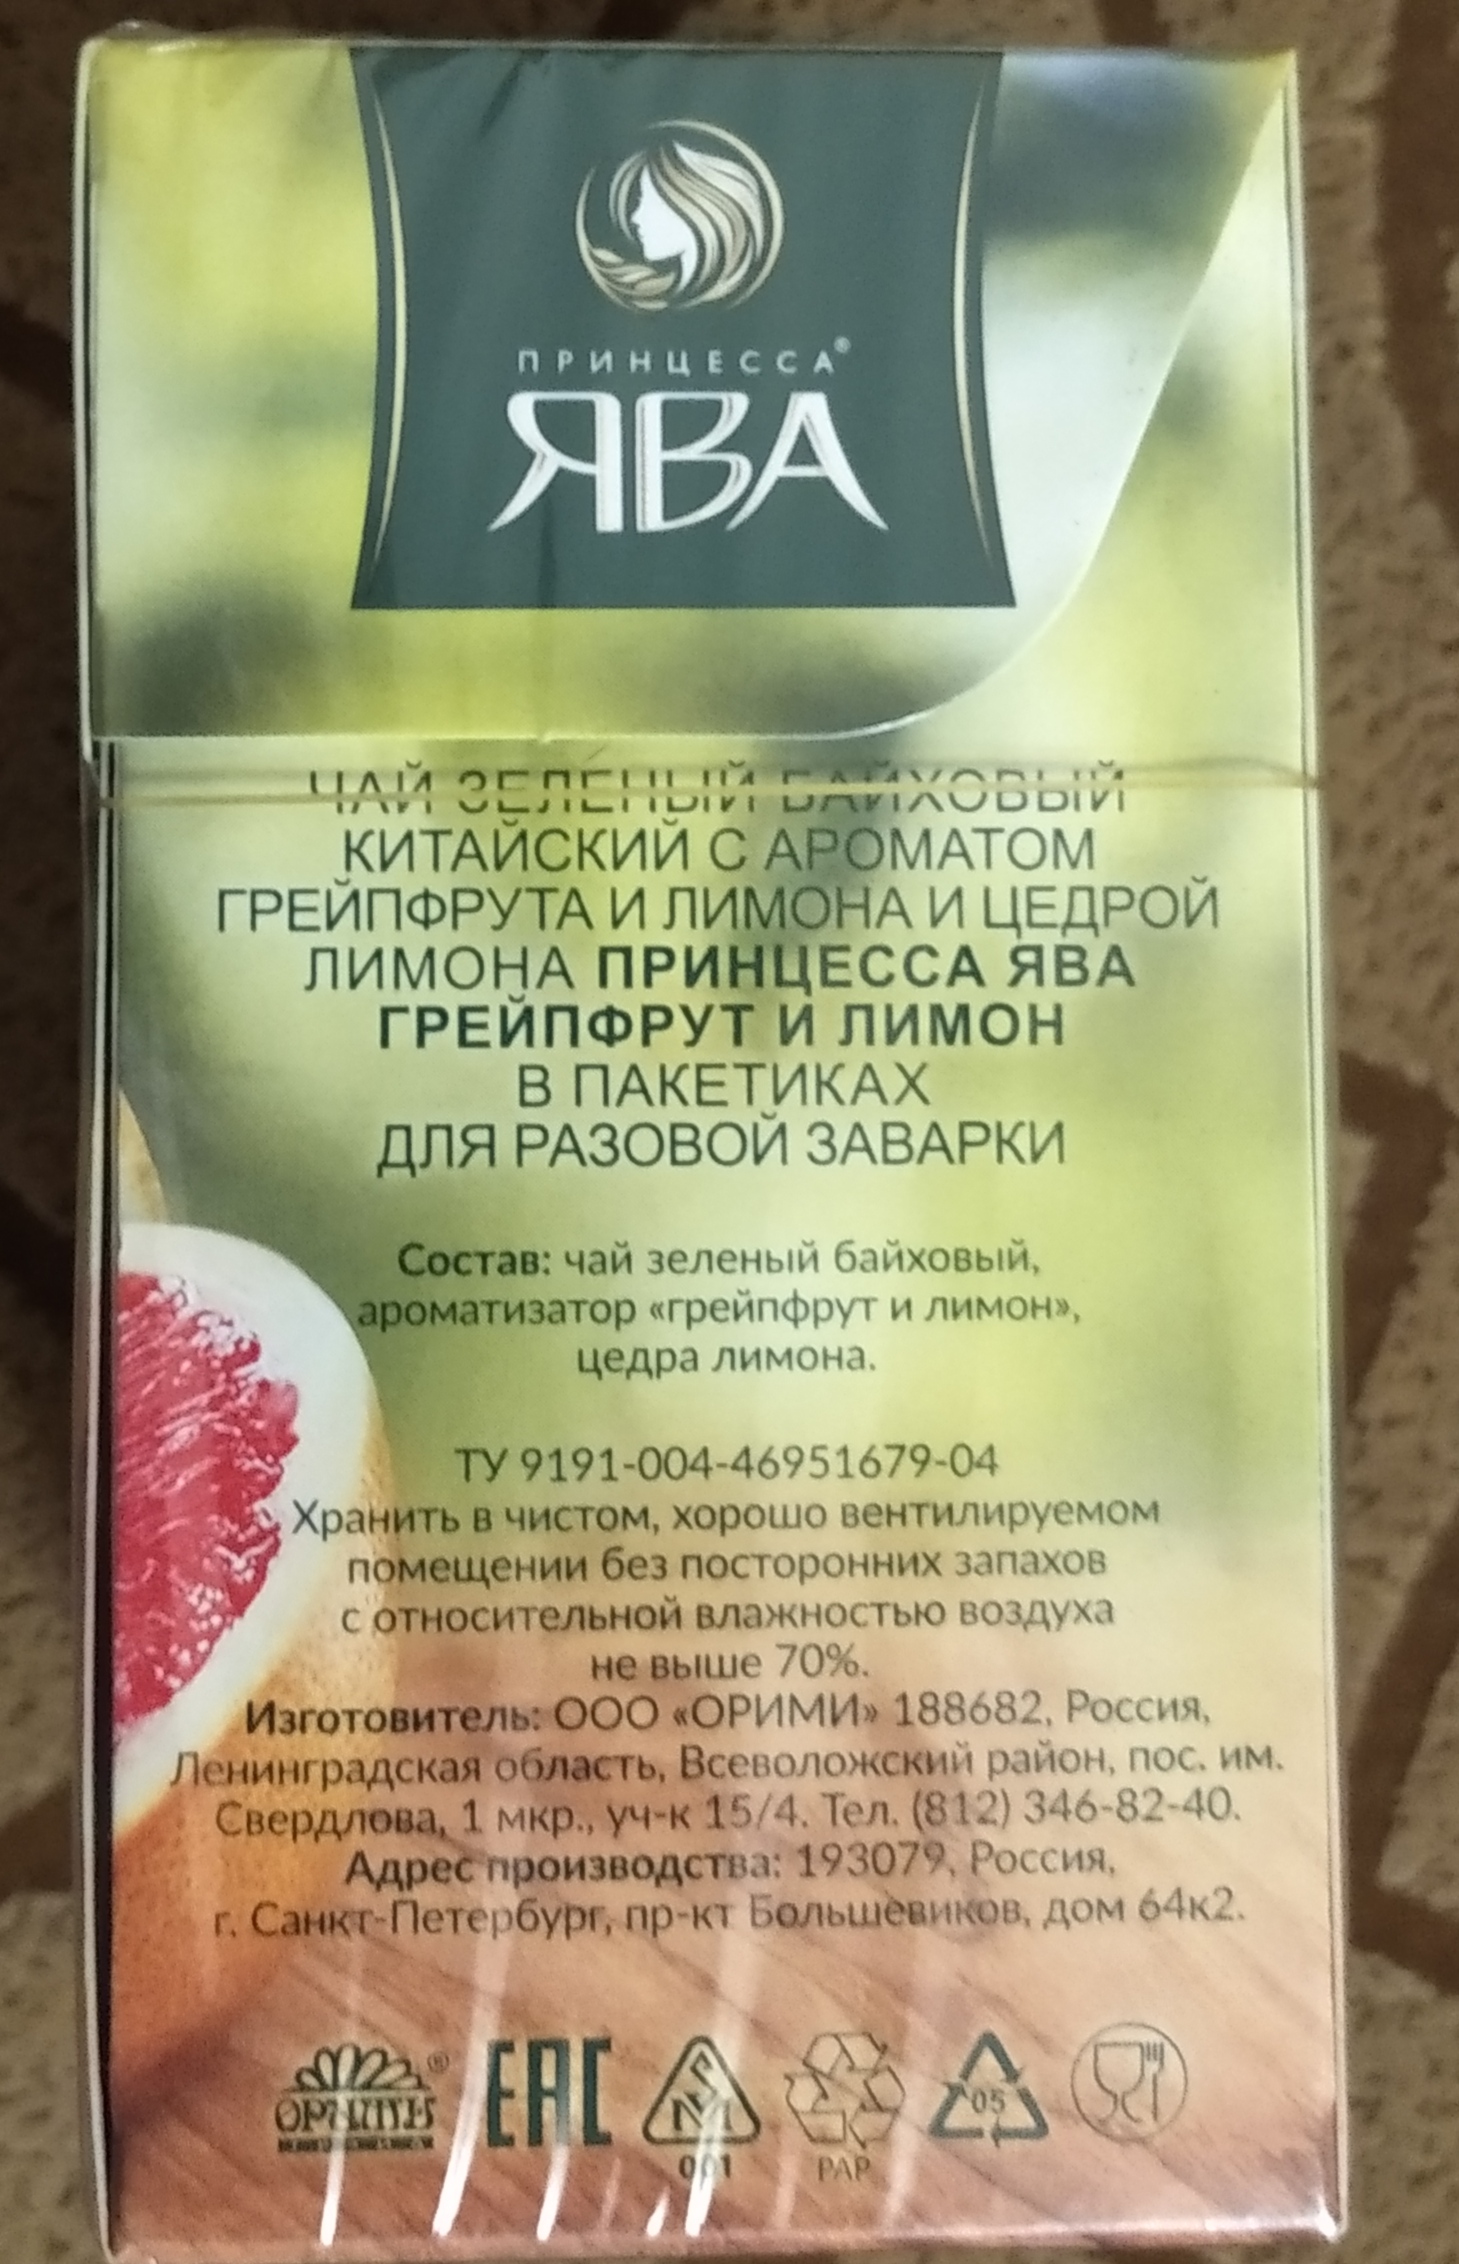 ПРИНЦЕССА®
ЯВА
ЧАЙ ЗЕЛЕНЫЙ БАЙХОВЫЙ
КИТАЙСКИЙ С АРОМАТОМ
ГРЕЙПФРУТА И ЛИМОНА И ЦЕДРОЙ
ЛИМОНА ПРИНЦЕССА ЯВА
ГРЕЙПФРУТ И ЛИМОН
В ПАКЕТИКАХ
ДЛЯ РАЗОВОЙ ЗАВАРКИ
Состав: чай зеленый байховый,
ароматизатор «грейпфрут и лимон»,
цедра лимона.
ТУ 9191-004-46951679-04
Хранить в чистом, хорошо вентилируемом
помещении без посторонних запахов
с относительной влажностью воздуха
не выше 70%.
Изготовитель: ООО «ОРИМИ» 188682, Россия,
Ленинградская область, Всеволожский район, пос. им.
Свердлова, 1 мкр., уч-к 15/4. Тел. (812) 346-82-40.
Адрес производства: 193079, Россия,
г. Санкт-Петербург, пр-кт Большевиков, дом 64к2.
®
EAC
05
001
PAP